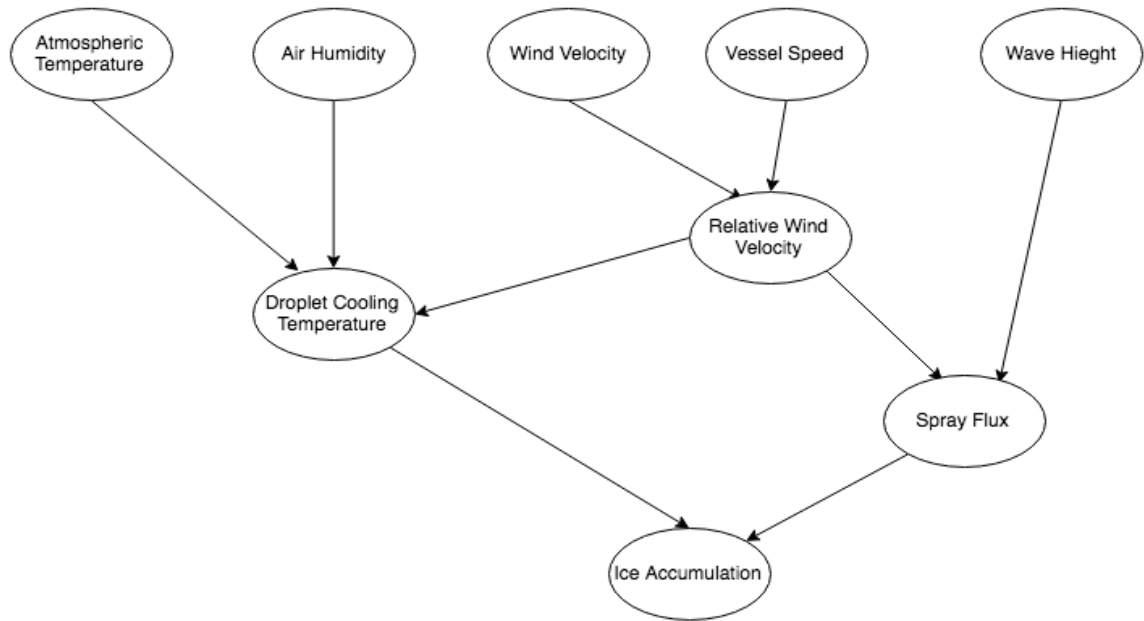 Atmospheric
Temperature
Air Humidity
Wind Velocity
Vessel Speed
Wave Hieght
Relative Wind
Velocity
Droplet Cooling
Temperature
Spray Flux
Ice Accumulation